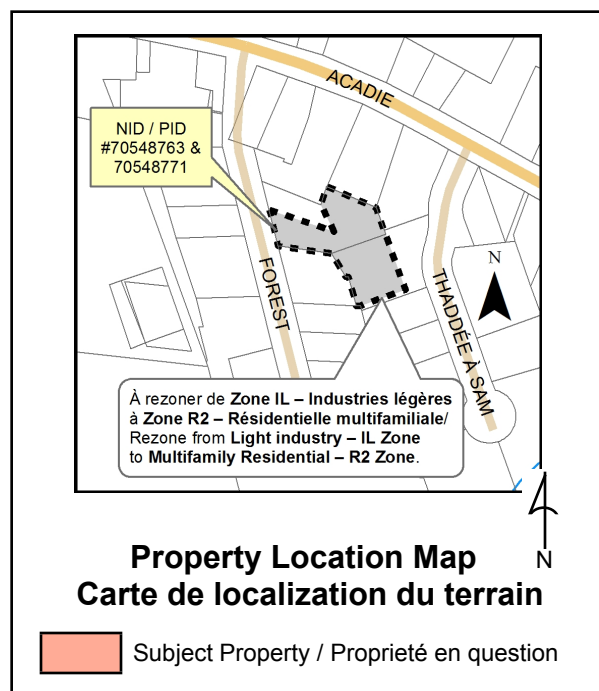 ACADIE
NID / PID
#70548763 &
70548771
FOREST
THADDÉE À SAM
N
À rezoner de Zone IL – Industries légères
à Zone R2 – Résidentielle multifamiliale/
Rezone from Light industry – IL Zone
to Multifamily Residential – R2 Zone.
N
Property Location Map
Carte de localization du terrain
Subject Property / Proprieté en question